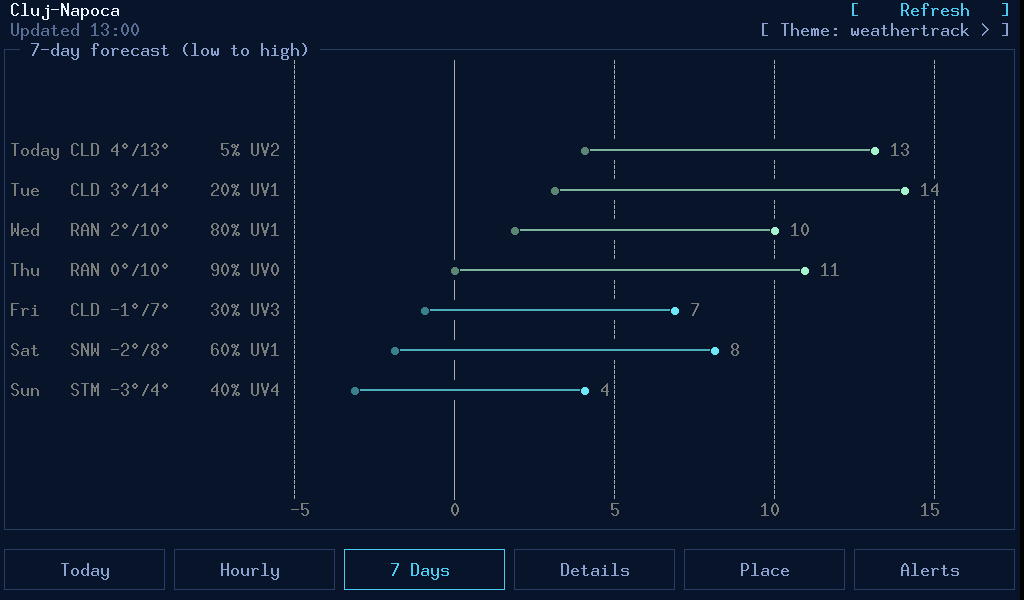 Cluj-Napoca [ Refresh ]
Updated 13:00 [ Theme: weathertrack > ]
7-day forecast (low to high)
Today CLD 4°/13° 5% UV2 13
Tue CLD 3°/14° 20% UV1 14
Wed RAN 2°/10° 80% UV1 10
Thu RAN 0°/10° 90% UV0 11
Fri CLD -1°/7° 30% UV3 7
Sat SNW -2°/8° 60% UV1 8
Sun STM -3°/4° 40% UV4 4
-5 0 5 10 15
Today Hourly 7 Days Details Place Alerts